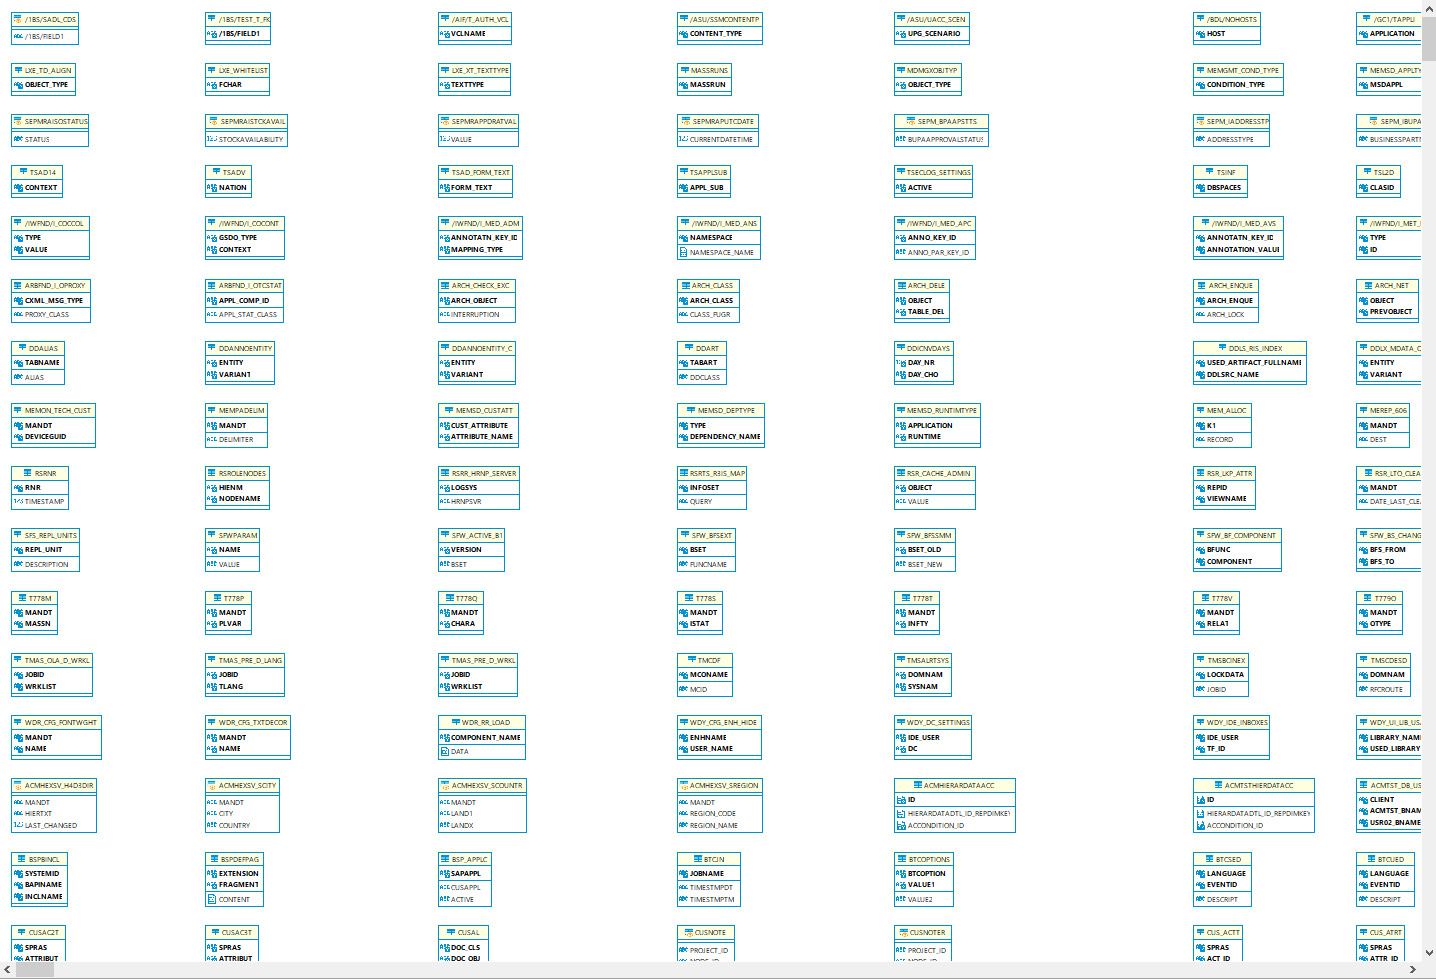 /1BS/SADL_CDS
/1BS/FIELD1
/1BS/TEST_T_FK
/1BS/FIELD1
/AIF/T_AUTH_VCL
VCLNAME
/ASU/SSMCONTENTP
CONTENT_TYPE
/ASU/UACC_SCEN
UPG_SCENARIO
/BDL/NOHOSTS
HOST
/GC1/TAPPLI
APPLICATION
LXE_TD_ALIGN
OBJECT_TYPE
LXE_WHITELIST
FCHAR
LXE_XT_TEXTTYPE
TEXTTYPE
MASSRUNS
MASSRUN
MDMGXOBJTYP
OBJECT_TYPE
MEMGMT_COND_TYPE
CONDITION_TYPE
MEMSD_APPLTY
MSDAPPL
SEPMRAISOSTATUS
STATUS
SEPMRAISTCKAVAIL
STOCKAVAILABILITY
SEPMRAPPDRATVAL
VALUE
SEPMRAPUTCDATE
CURRENTDATETIME
SEPM_BPAAPSTTS
BUPAAPPROVALSTATUS
SEPM_IADDRESSTP
ADDRESSTYPE
SEPM_IBUPA
BUSINESSPARTN
TSAD14
CONTEXT
TSADV
NATION
TSAD_FORM_TEXT
FORM_TEXT
TSAPPLSUB
APPL_SUB
TSECLOG_SETTINGS
ACTIVE
TSINF
DBSPACES
TSL2D
CLASID
/IWFND/I_COCCOL
TYPE
VALUE
/IWFND/I_COCONT
GSDO_TYPE
CONTEXT
/IWFND/I_MED_ADM
ANNOTATN_KEY_ID
MAPPING_TYPE
/IWFND/I_MED_ANS
NAMESPACE
NAMESPACE_NAME
/IWFND/I_MED_APC
ANNO_KEY_ID
ANNO_PAR_KEY_ID
/IWFND/I_MED_AVS
ANNOTATN_KEY_ID
ANNOTATION_VALUI
/IWFND/I_MET_
TYPE
ID
ARBFND_I_OPROXY
CXML_MSG_TYPE
PROXY_CLASS
ARBFND_I_OTCSTAT
APPL_COMP_ID
APPL_STAT_CLASS
ARCH_CHECK_EXC
ARCH_OBJECT
INTERRUPTION
ARCH_CLASS
ARCH_CLASS
CLASS_FUGR
ARCH_DELE
OBJECT
TABLE_DEL
ARCH_ENQUE
ARCH_ENQUE
ARCH_LOCK
ARCH_NET
OBJECT
PREVOBJECT
DDALIAS
TABNAME
ALIAS
DDANNOENTITY
ENTITY
VARIANT
DDANNOENTITY_C
ENTITY
VARIANT
DDART
TABART
DDCLASS
DDICNVDAYS
DAY_NR
DAY_CHO
DDLS_RIS_INDEX
USED_ARTIFACT_FULLNAMI
DDLSRC_NAME
DDLX_MDATA_C
ENTITY
VARIANT
MEMON_TECH_CUST
MANDT
DEVICEGUID
MEMPADELIM
MANDT
DELIMITER
MEMSD_CUSTATT
CUST_ATTRIBUTE
ATTRIBUTE_NAME
MEMSD_DEPTYPE
TYPE
DEPENDENCY_NAME
MEMSD_RUNTIMTYPE
APPLICATION
RUNTIME
MEM_ALLOC
K1
RECORD
MEREP_606
MANDT
DEST
RSRNR
RNR
TIMESTAMP
RSROLENODES
HIENM
NODENAME
RSRR_HRNP_SERVER
LOGSYS
HRNPSVR
RSRTS_R3IS_MAP
INFOSET
QUERY
RSR_CACHE_ADMIN
OBJECT
VALUE
RSR_LKP_ATTR
REPID
VIEWNAME
RSR_LTO_CLEA
MANDT
DATE_LAST_CLEA
SFS_REPL_UNITS
REPL_UNIT
DESCRIPTION
SFWPARAM
NAME
VALUE
SFW_ACTIVE_B1
VERSION
BSET
SFW_BFSEXT
BSET
FUNCNAME
SFW_BFSSMM
BSET_OLD
BSET_NEW
SFW_BF_COMPONENT
BFUNC
COMPONENT
SFW_BS_CHANG
BFS_FROM
BFS_TO
T778M
MANDT
MASSN
T778P
MANDT
PLVAR
T778Q
MANDT
CHARA
T778S
MANDT
ISTAT
T778T
MANDT
INFTY
T778V
MANDT
RELAT
T779O
MANDT
OTYPE
TMAS_OLA_D_WRKL
JOBID
WRKLIST
TMAS_PRE_D_LANG
JOBID
TLANG
TMAS_PRE_D_WRKL
JOBID
WRKLIST
TMCDF
MCONAME
MCID
TMSALRTSYS
DOMNAM
SYSNAM
TMSBCINEX
LOCKDATA
JOBID
TMSCDESD
DOMNAM
RFCROUTE
WDR_CFG_FONTWGHT
MANDT
NAME
WDR_CFG_TXTDECOR
MANDT
NAME
WDR_RR_LOAD
COMPONENT_NAME
DATA
WDY_CFG_ENH_HIDE
ENHNAME
USER_NAME
WDY_DC_SETTINGS
IDE_USER
DC
WDY_IDE_INBOXES
IDE_USER
TF_ID
WDY_UI_LIB_US
LIBRARY_NAMI
USED_LIBRARY
ACMHEXSV_H4D3DIR
MANDT
HIERTXT
LAST_CHANGED
ACMHEXSV_SCITY
MANDT
CITY
COUNTRY
ACMHEXSV_SCOUNTR
MANDT
LAND1
LANDX
ACMHEXSV_SREGION
MANDT
REGION_CODE
REGION_NAME
ACMHIERARDATAACC
ID
HIERARDATADTL_ID_REPDIMKEY
ACCONDITION_ID
ACMTSTHIERDATACC
ID
HIERARDATADTL_ID_REPDIMKEY
ACCONDITION_ID
ACMTST_DB_US
CLIENT
ACMTST_BNAM
USR02_BNAME
BSPBINCL
SYSTEMID
BAPINAME
INCLNAME
BSPDEFPAG
EXTENSION
FRAGMENT
CONTENT
BSP_APPLC
SAPAPPL
CUSAPPL
ACTIVE
BTCJN
JOBNAME
TIMESTMPDT
TIMESTMPTM
BTCOPTIONS
BTCOPTION
VALUE1
VALUE2
BTCSED
LANGUAGE
EVENTID
DESCRIPT
BTCUED
LANGUAGE
EVENTID
DESCRIPT
CUSAC2T
SPRAS
ATTRIBUT
CUSAC3T
SPRAS
ATTRIBUT
CUSAL
DOC_CLS
DOC_OBJ
CUSNOTE
PROJECT_ID
CUSNOTER
PROJECT_ID
CUS_ACTT
SPRAS
ACT_ID
CUS_ATRT
SPRAS
ATTR_ID